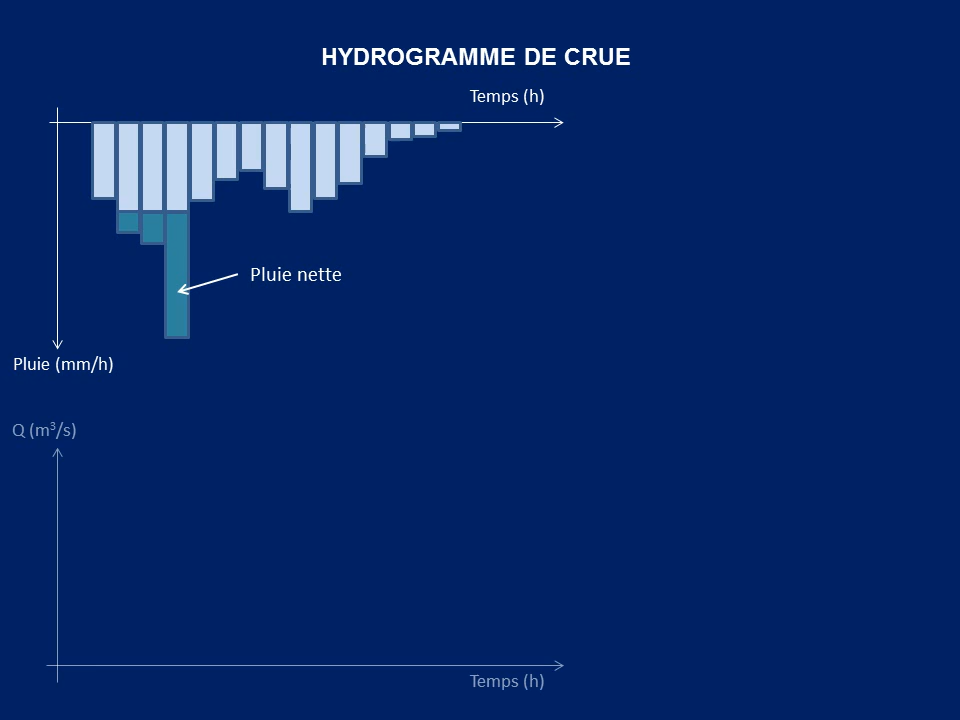 HYDROGRAMME DE CRUE
Temps (h)
Pluie nette
Pluie (mm/h)
Q (m³/s)
Temps (h)